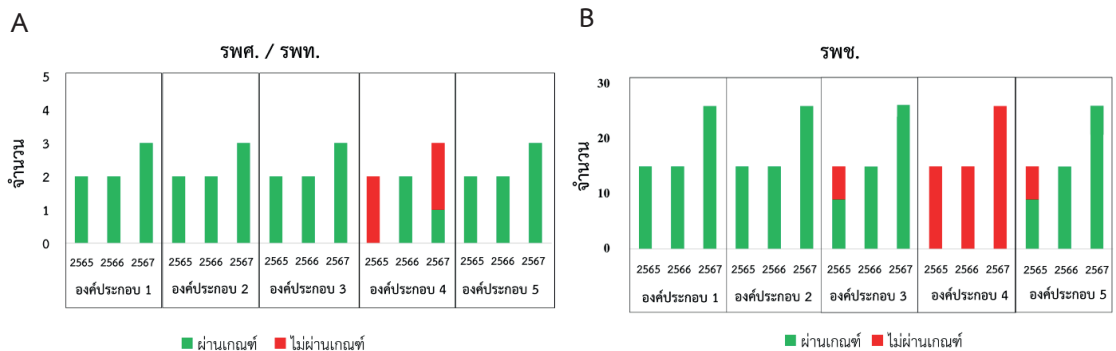 A
รพศ. / รพท.
จำนวน
5
4
3
2
1
0
2565 2566 2567 2565 2566 2567 2565 2566 2567 2565 2566 2567 2565 2566 2567
องค์ประกอบ 1 องค์ประกอบ 2 องค์ประกอบ 3 องค์ประกอบ 4 องค์ประกอบ 5
ผ่านเกณฑ์ ไม่ผ่านเกณฑ์
B
รพช.
จำนวน
30
20
10
0
2565 2566 2567 2565 2566 2567 2565 2566 2567 2565 2566 2567 2565 2566 2567
องค์ประกอบ 1 องค์ประกอบ 2 องค์ประกอบ 3 องค์ประกอบ 4 องค์ประกอบ 5
ผ่านเกณฑ์ ไม่ผ่านเกณฑ์